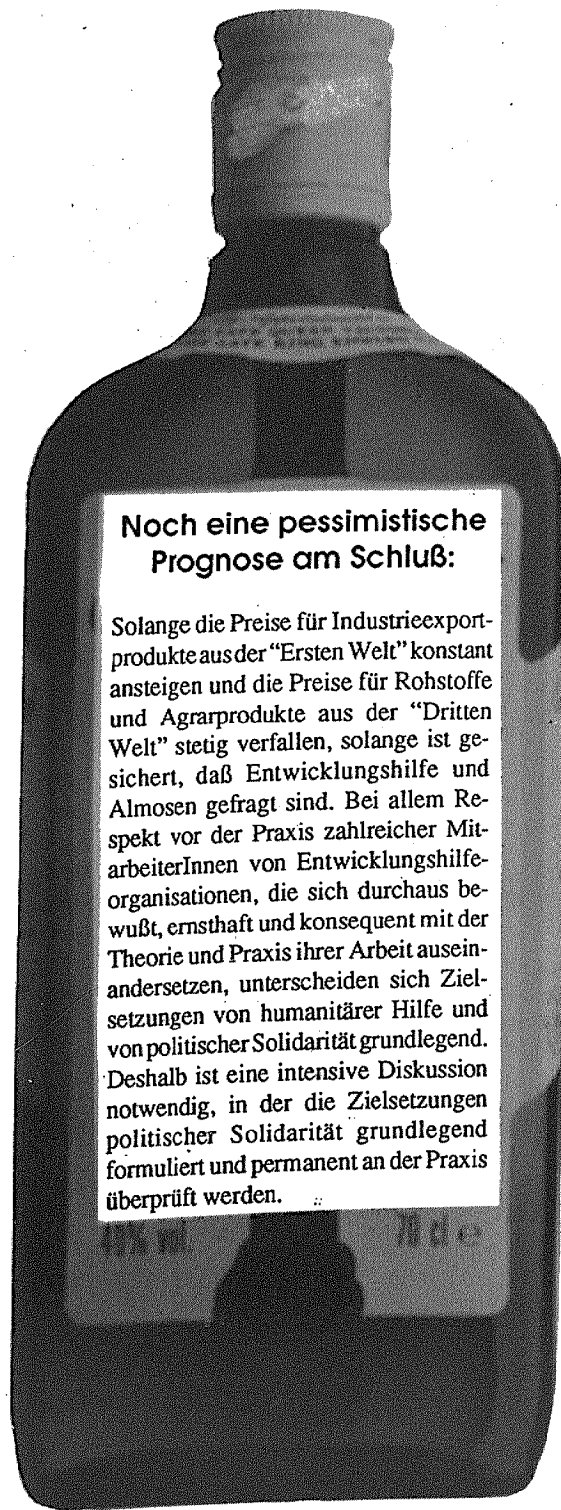 Noch eine pessimistische
Prognose am Schluß:
Solange die Preise für Industrieexport-
produkte aus der “Ersten Welt” konstant
ansteigen und die Preise für Rohstoffe
und Agrarprodukte aus der “Dritten
Welt” stetig verfallen, solange ist ge-
sichert, daß Entwicklungshilfe und
Almosen gefragt sind. Bei allem Re-
spekt vor der Praxis zahlreicher Mit-
arbeiterInnen von Entwicklungshilfe-
organisationen, die sich durchaus be-
wußt, ernsthaft und konsequent mit der
Theorie und Praxis ihrer Arbeit ausein-
andersetzen, unterscheiden sich Ziel-
setzungen von humanitärer Hilfe und
von politischer Solidarität grundlegend.
Deshalb ist eine intensive Diskussion
notwendig, in der die Zielsetzungen
politischer Solidarität grundlegend
formuliert und permanent an der Praxis
überprüft werden.
vol. 70 cl e